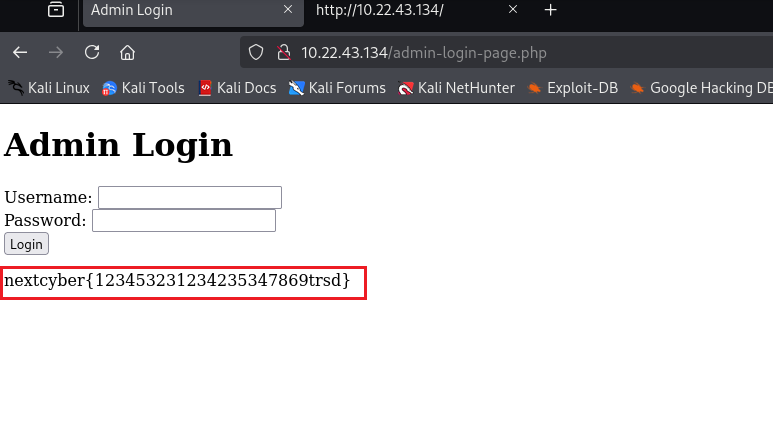 Admin Login
http://10.22.43.134/
10.22.43.134/admin-login-page.php
Kali Linux Kali Tools Kali Docs Kali Forums Kali NetHunter Exploit-DB Google Hacking DB
Admin Login
Username:
Password:
Login
nextcyber{123453231234235347869trsd}